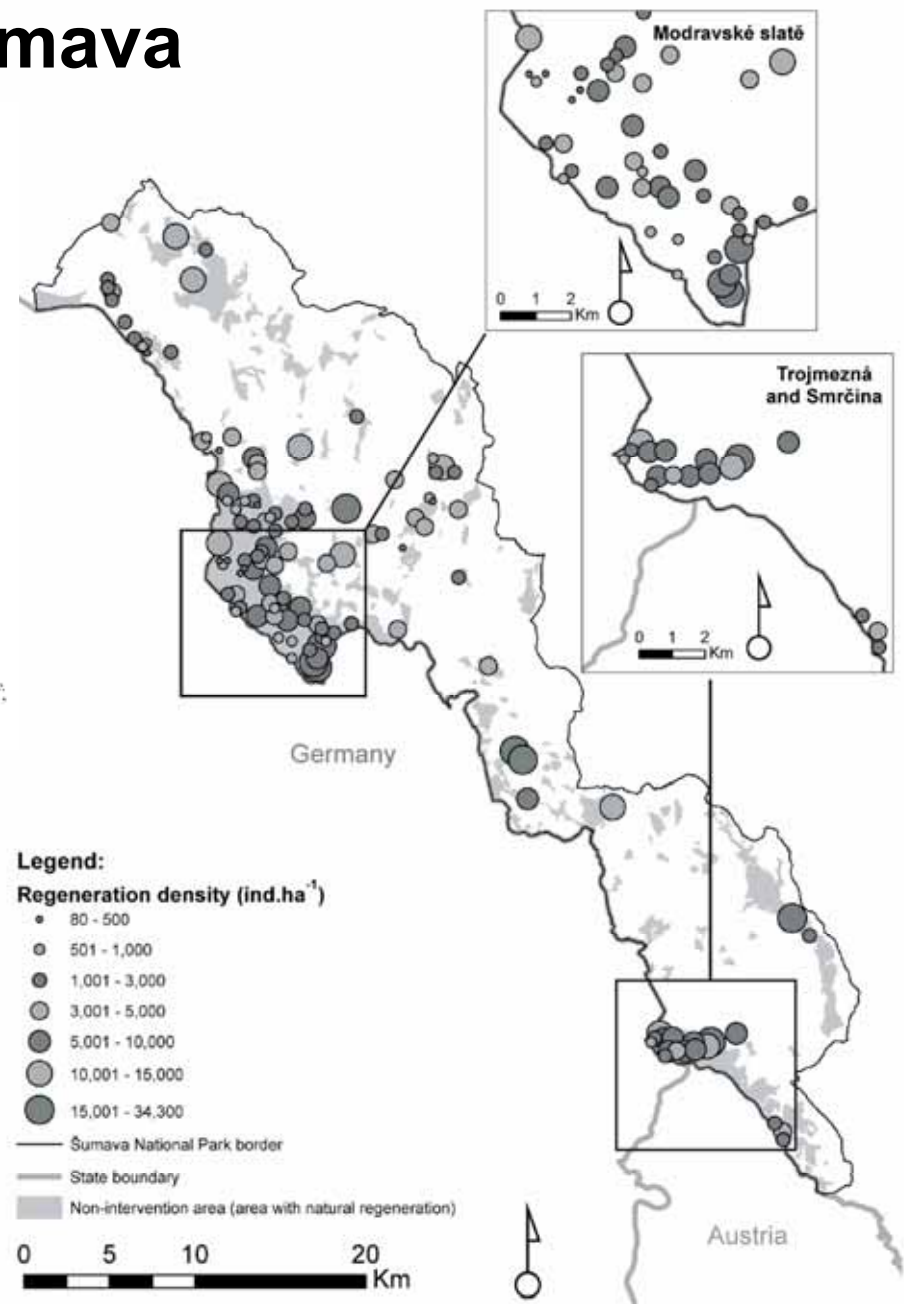 mava
Modravské slatě
0 1 2
Km
Trojmezná
and Smrčina
0 1 2
Km
Germany
Legend:
Regeneration density (ind.ha⁻¹)
80 - 500
501 - 1,000
1,001 - 3,000
3,001 - 5,000
5,001 - 10,000
10,001 - 15,000
15,001 - 34,300
Šumava National Park border
State boundary
Non-intervention area (area with natural regeneration)
0 5 10 20
Km
Austria